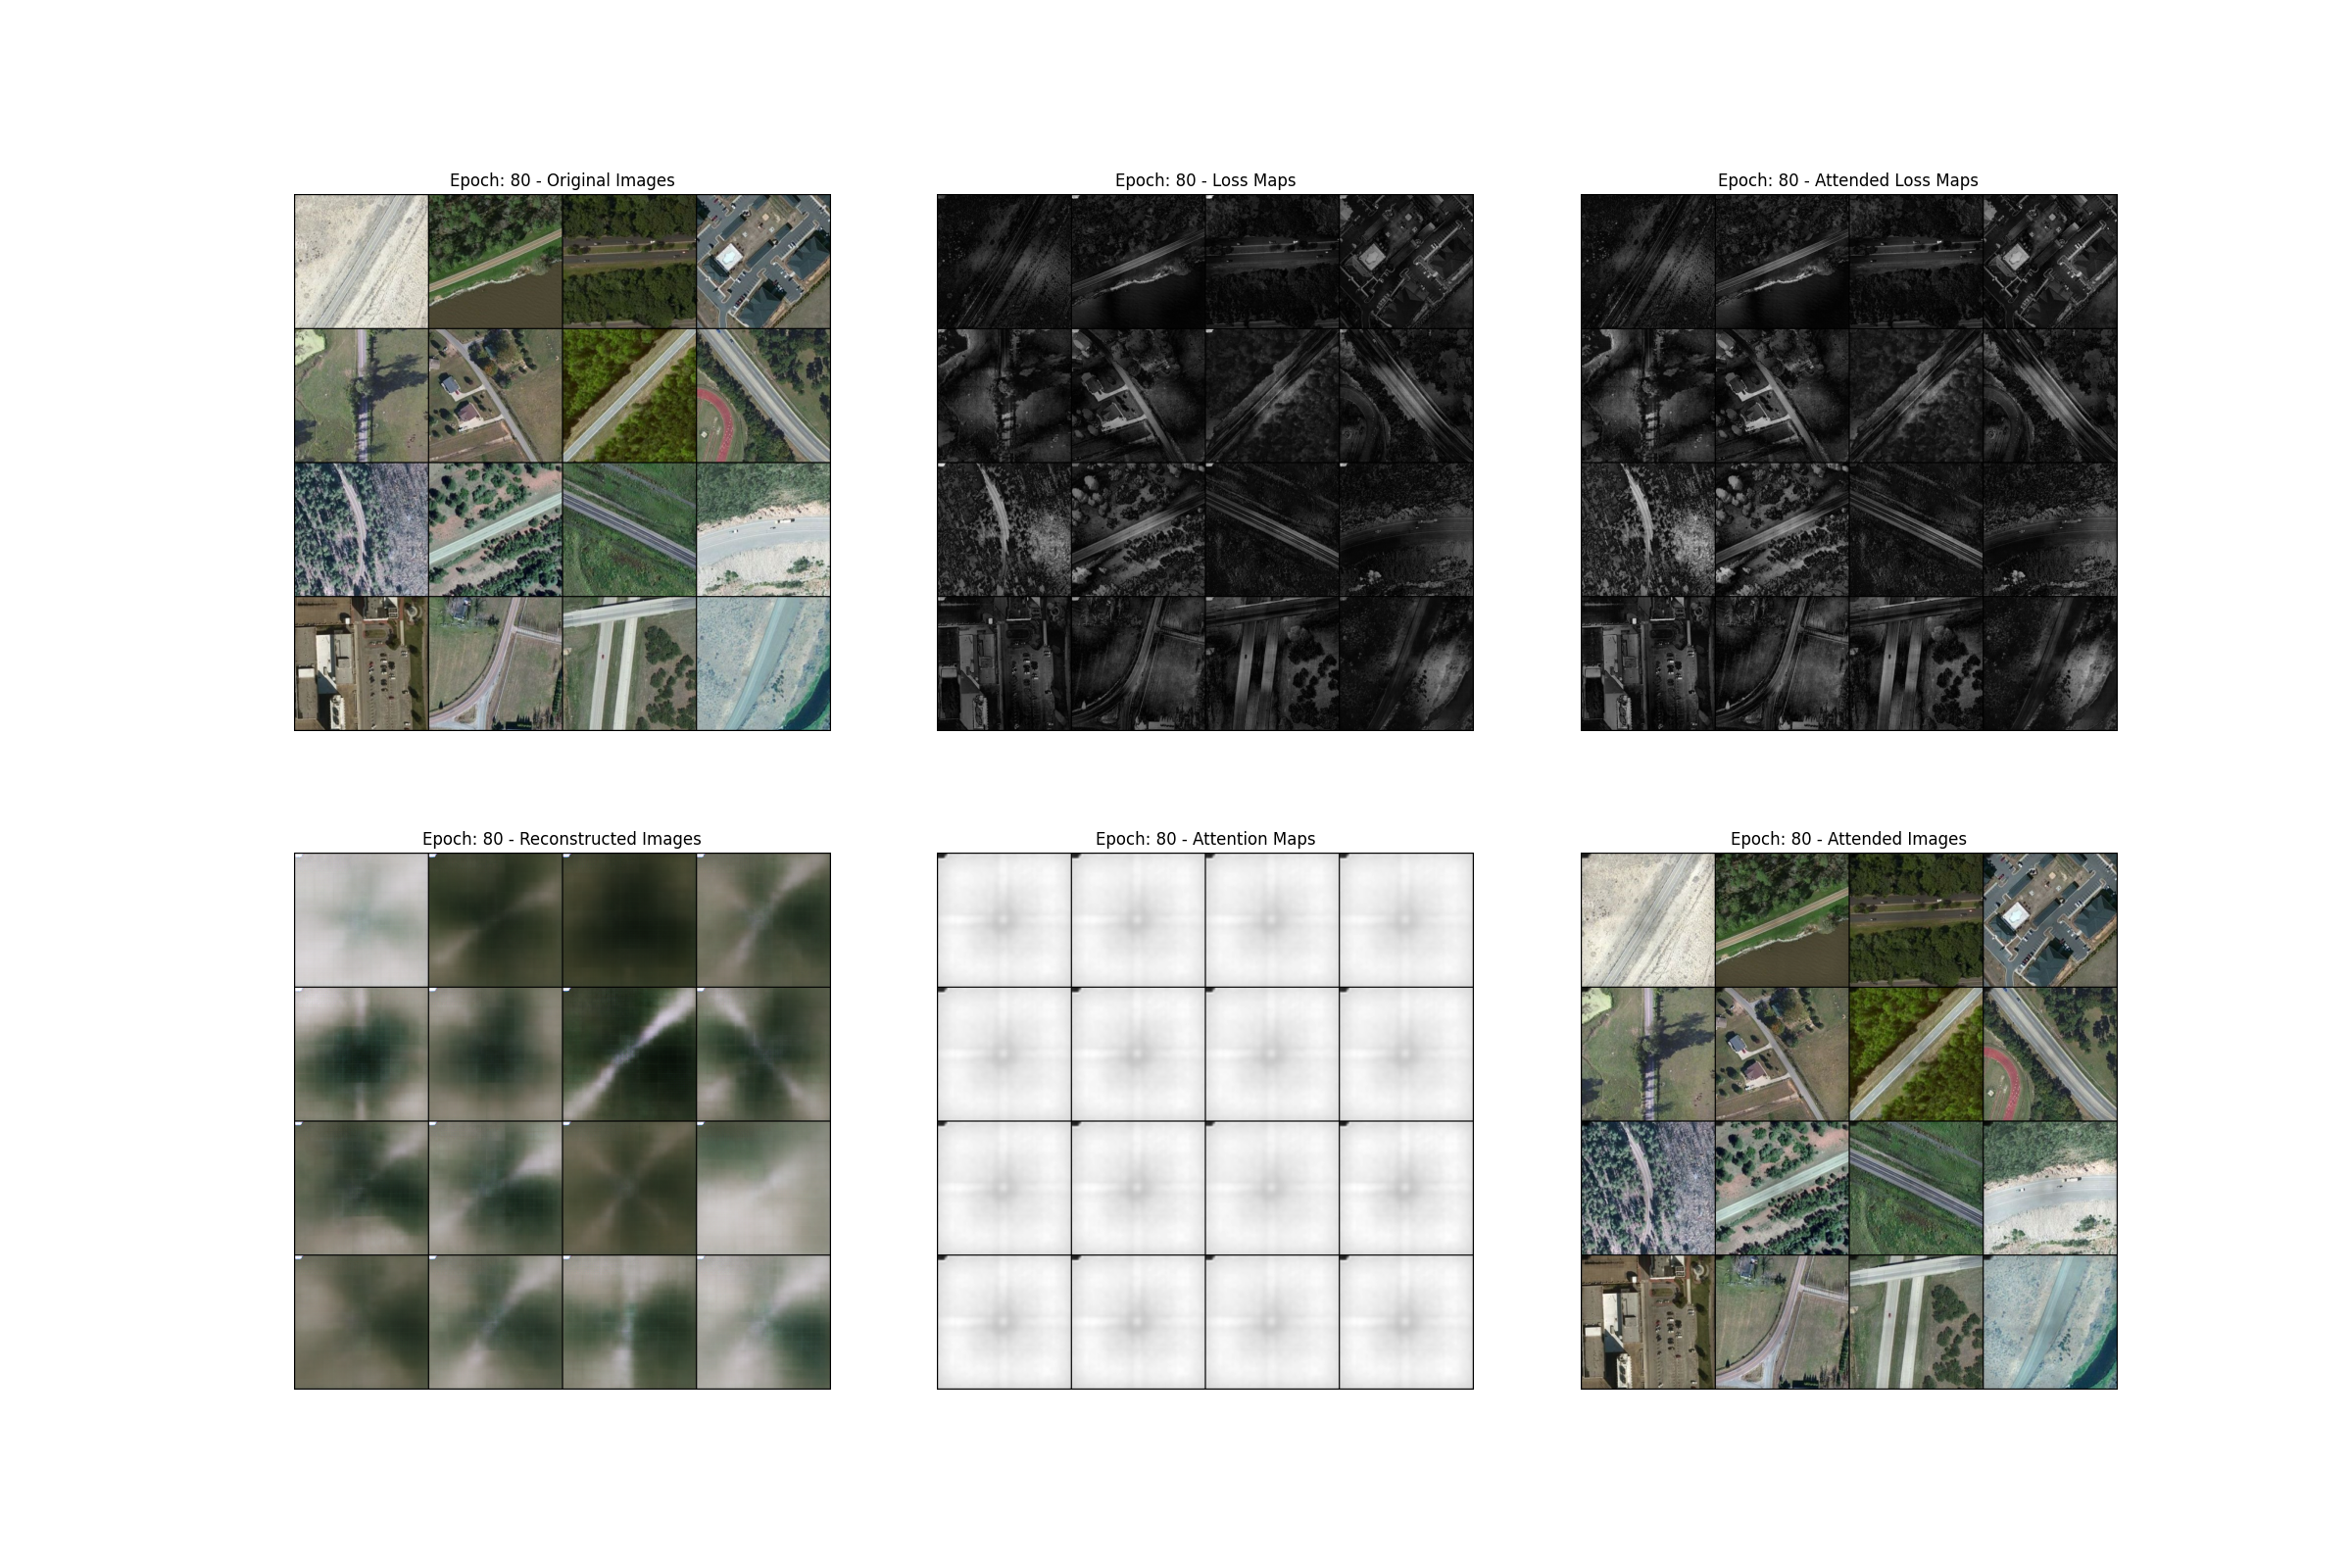 Epoch: 80 - Original Images
Epoch: 80 - Loss Maps
Epoch: 80 - Attended Loss Maps
Epoch: 80 - Reconstructed Images
Epoch: 80 - Attention Maps
Epoch: 80 - Attended Images